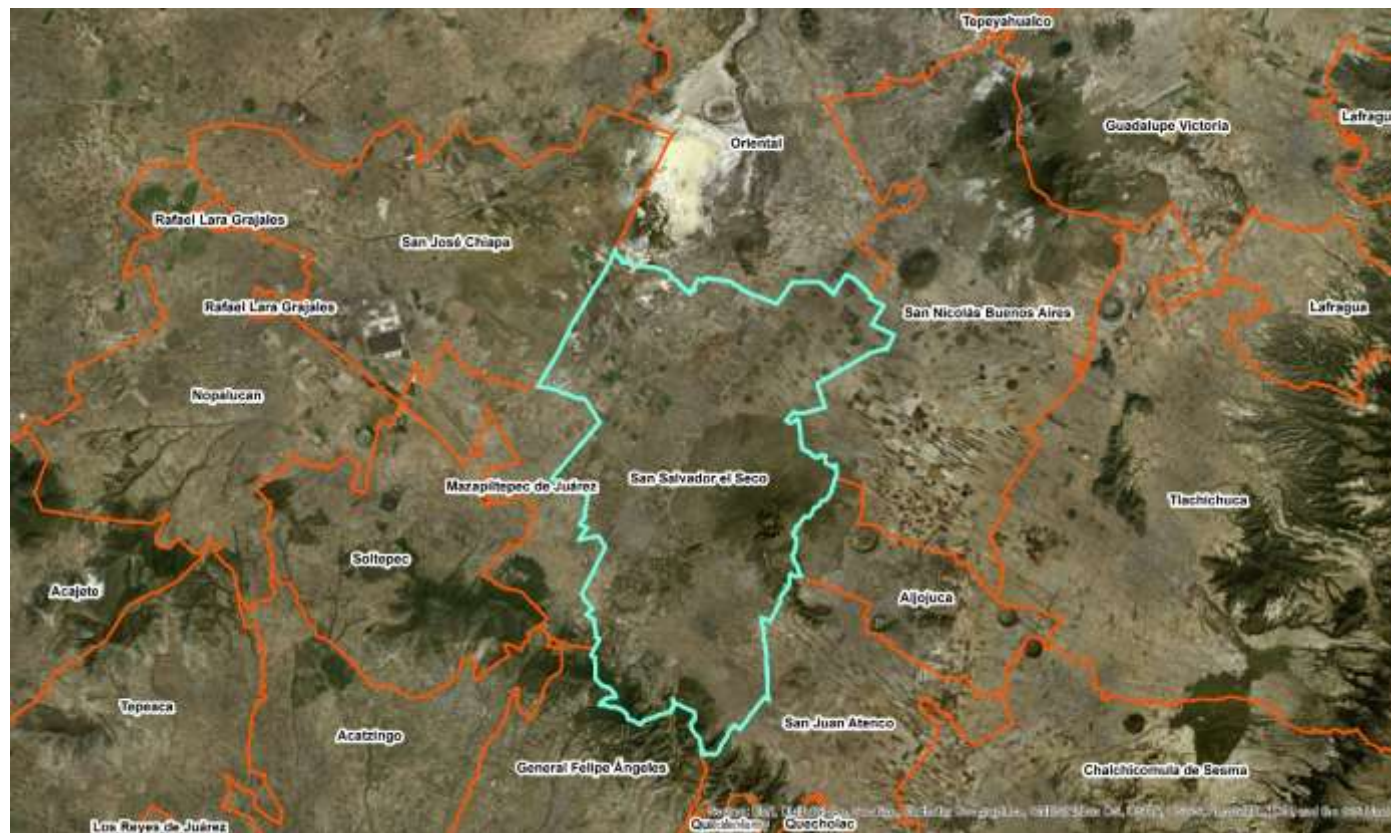 Tepeyahualco
Lafragu
Guadalupe Victoria
Oriental
Rafael Lara Grajales
San José Chiapa
Rafael Lara Grajales
San Nicolás Buenos Aires
Lafragua
Nopalucan
San Salvador el Seco
Mazapiltepec de Juárez
Tlachichuca
Soltepec
Acajete
Aljojuca
Tepeaca
San Juan Atenco
Acatzingo
General Felipe Ángeles
Chalchicomula de Sesma
Los Reyes de Juárez
Quecholac